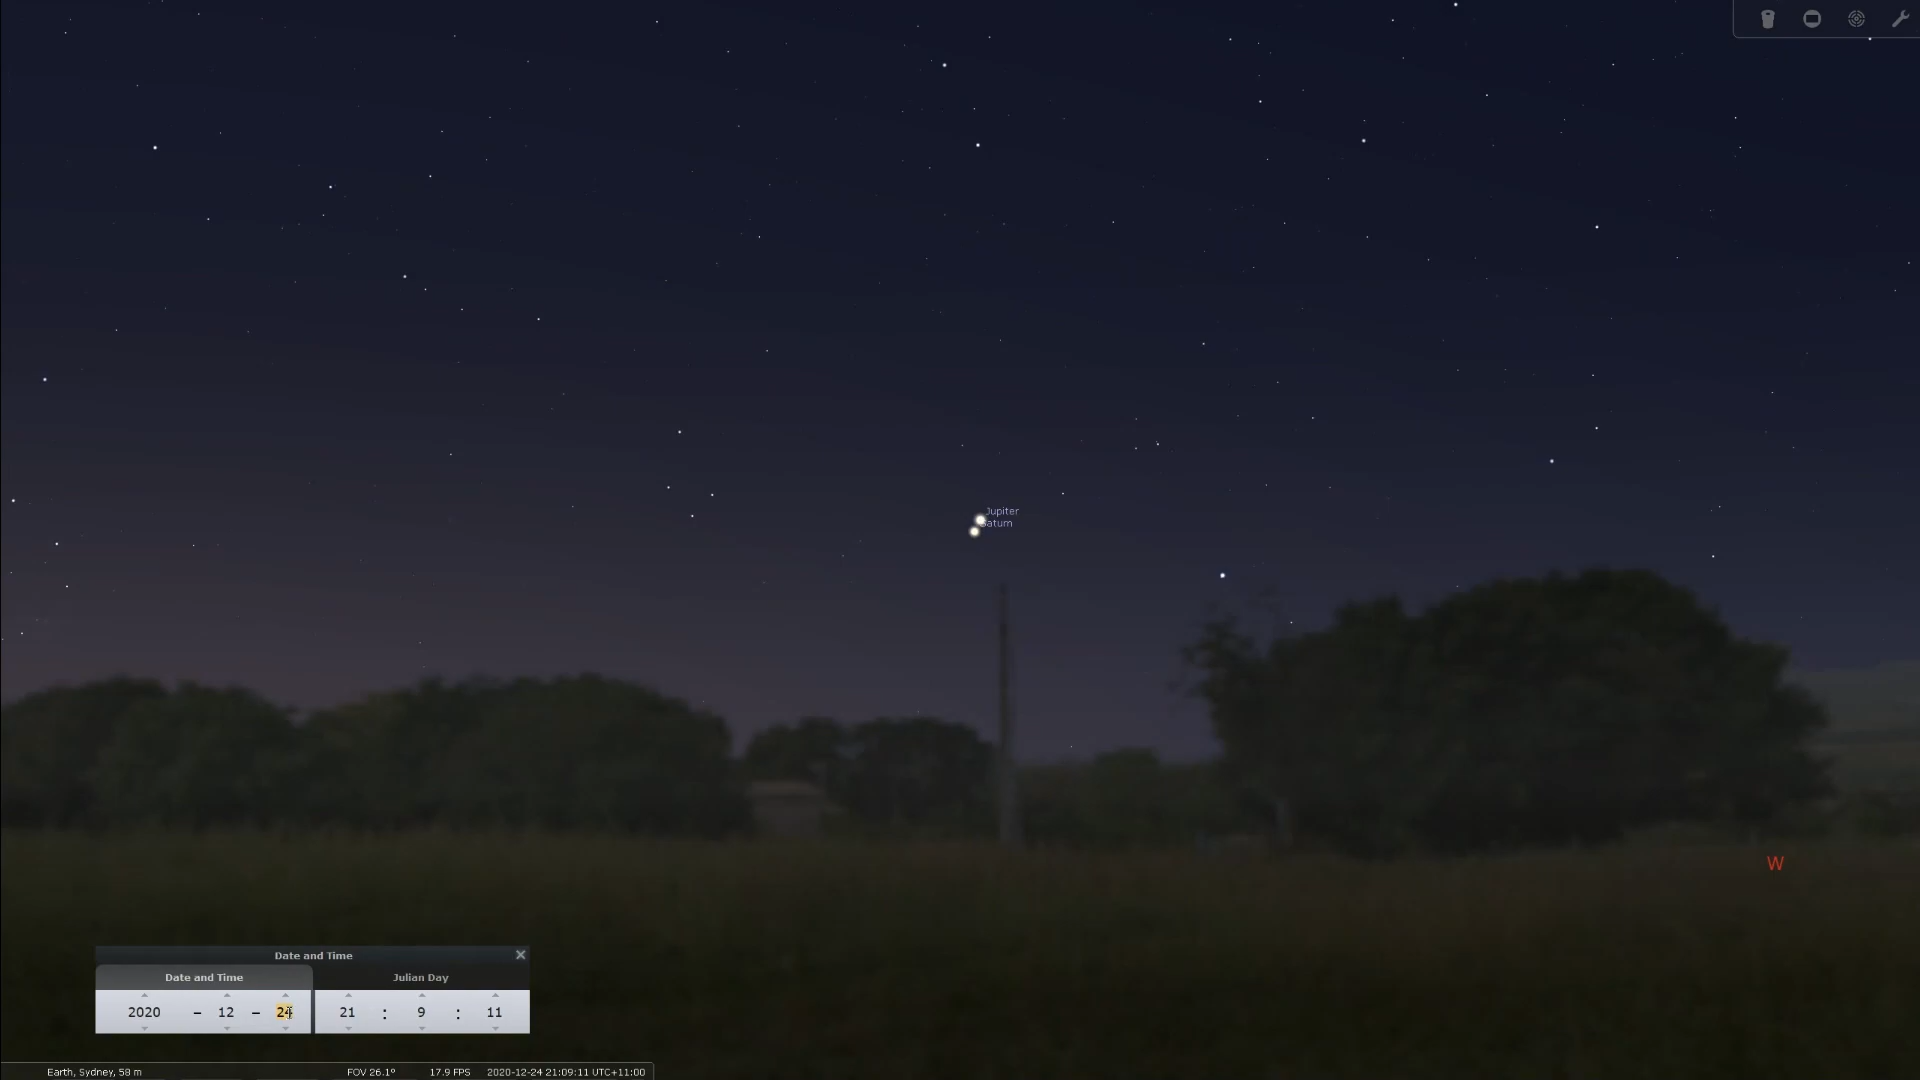 Jupiter
Saturn
W
Date and Time
Date and Time Julian Day
2020 - 12 - 24 21 : 9 : 11
Earth, Sydney, 58 m FOV 26.1° 17.9 FPS 2020-12-24 21:09:11 UTC+11:00